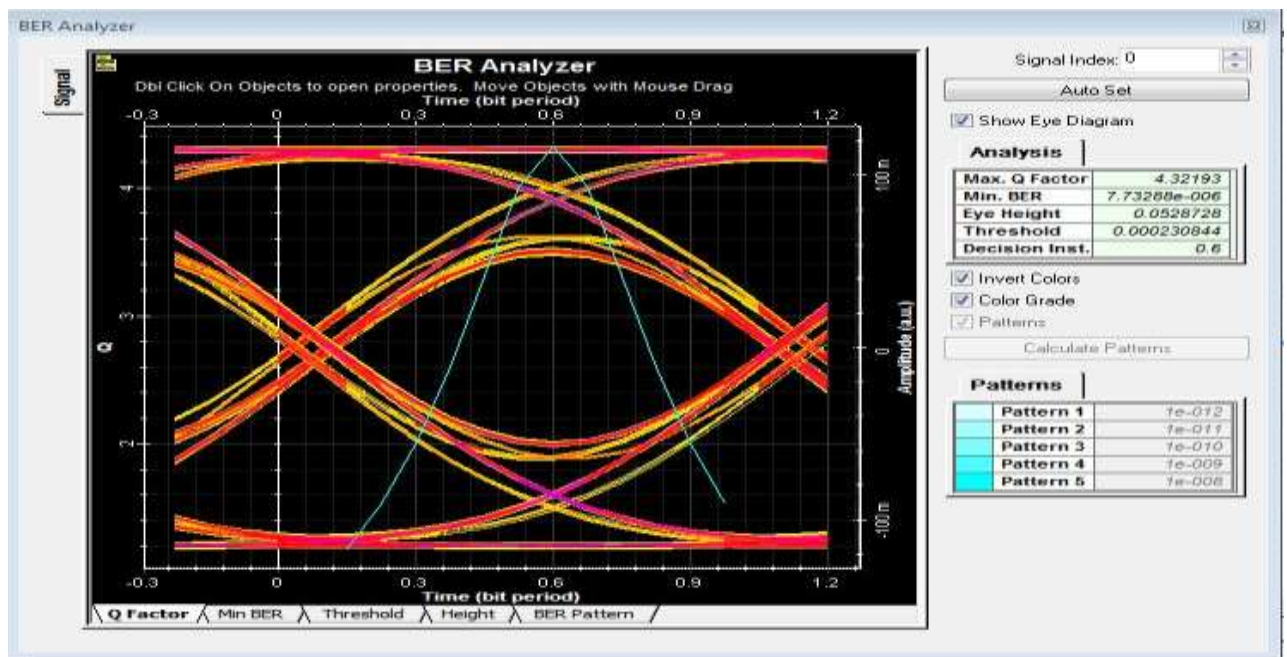 BER Analyzer
Signal
BER Analyzer
Dbl Click On Objects to open properties. Move Objects with Mouse Drag
Time (bit period)
-0.3 0 0.3 0.6 0.9 1.2
Q
4
3
2
Amplitude (a.u.)
100 m
0
-100 m
-0.3 0 0.3 0.6 0.9 1.2
Time (bit period)
Q Factor Min BER Threshold Height BER Pattern
Signal Index: 0
Auto Set
Show Eye Diagram
Analysis
Max. Q Factor 4.32193
Min. BER 7.73288e-006
Eye Height 0.0528728
Threshold 0.000230844
Decision Inst. 0.6
Invert Colors
Color Grade
Patterns
Calculate Patterns
Patterns
Pattern 1 1e-012
Pattern 2 1e-011
Pattern 3 1e-010
Pattern 4 1e-009
Pattern 5 1e-008